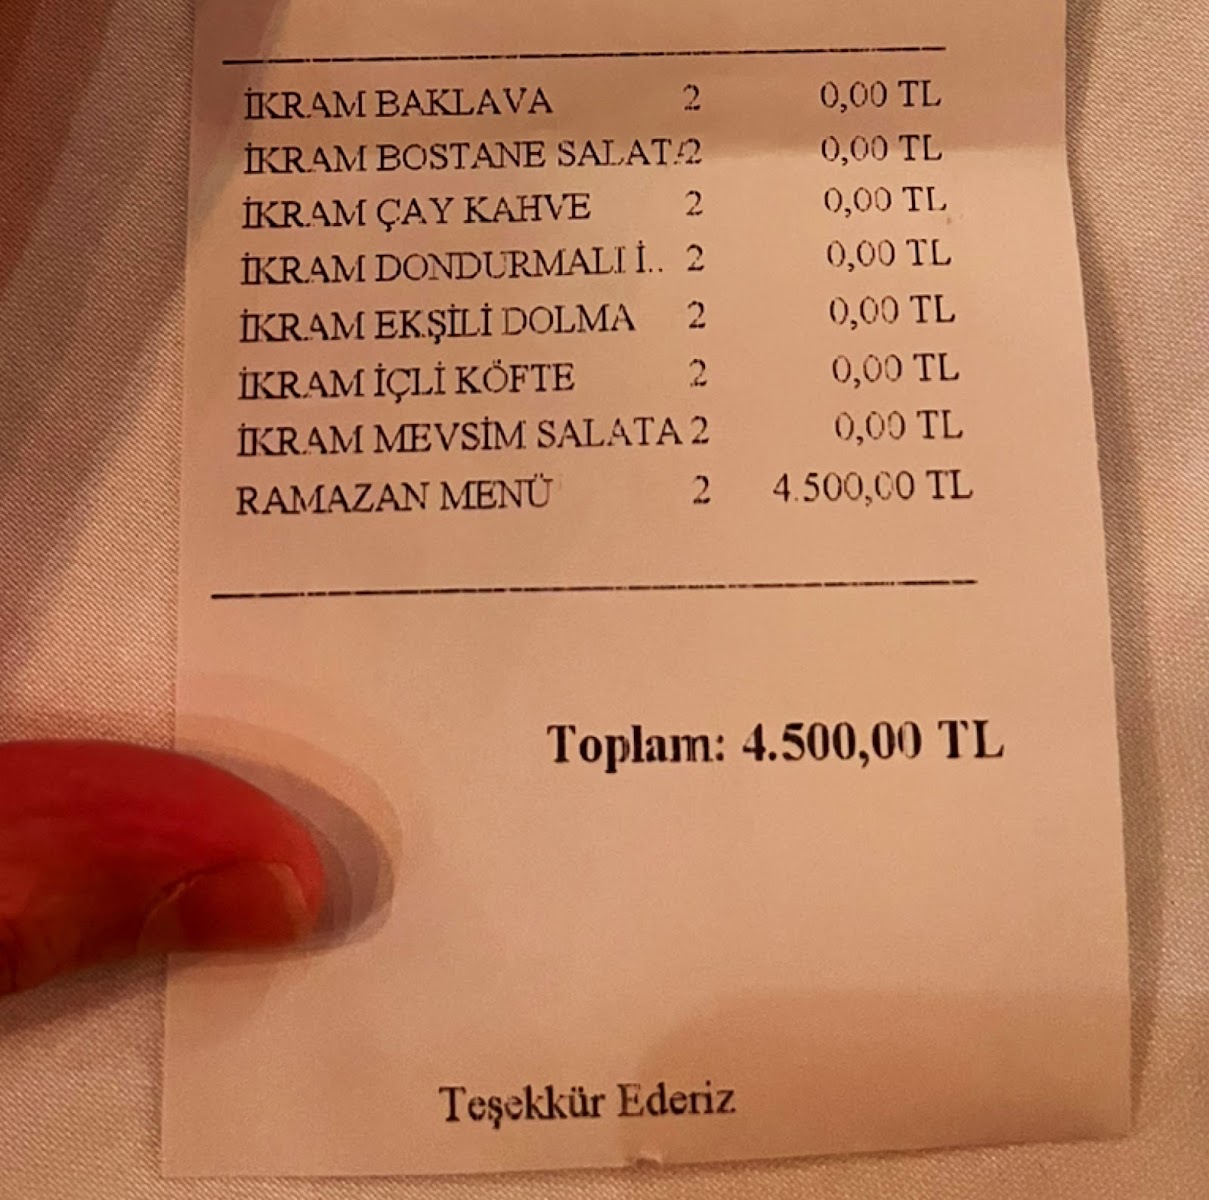 İKRAM BAKLAVA 2 0,00 TL
İKRAM BOSTANE SALATA 2 0,00 TL
İKRAM ÇAY KAHVE 2 0,00 TL
İKRAM DONDURMALI İ.. 2 0,00 TL
İKRAM EKŞİLİ DOLMA 2 0,00 TL
İKRAM İÇLİ KÖFTE 2 0,00 TL
İKRAM MEVSİM SALATA 2 0,00 TL
RAMAZAN MENÜ 2 4.500,00 TL
Toplam: 4.500,00 TL
Teşekkür Ederiz